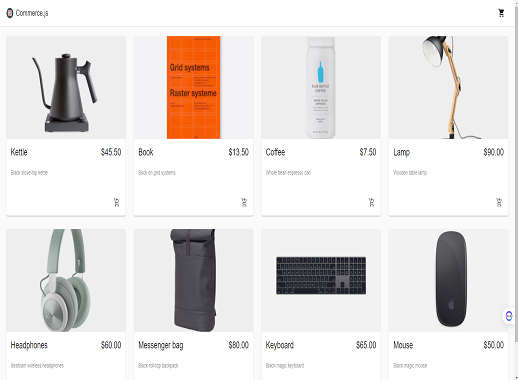 Commerce.js
Grid systems
Raster systeme
BLUE BOTTLE
COFFEE
Kettle $45.50
Black stove-top kettle
Book $13.50
Book on grid systems
Coffee $7.50
Whole bean espresso can
Lamp $90.00
Wooden table lamp
Headphones $60.00
Seafoam wireless headphones
Messenger bag $80.00
Black roll-top backpack
Keyboard $65.00
Black magic keyboard
Mouse $50.00
Black magic mouse